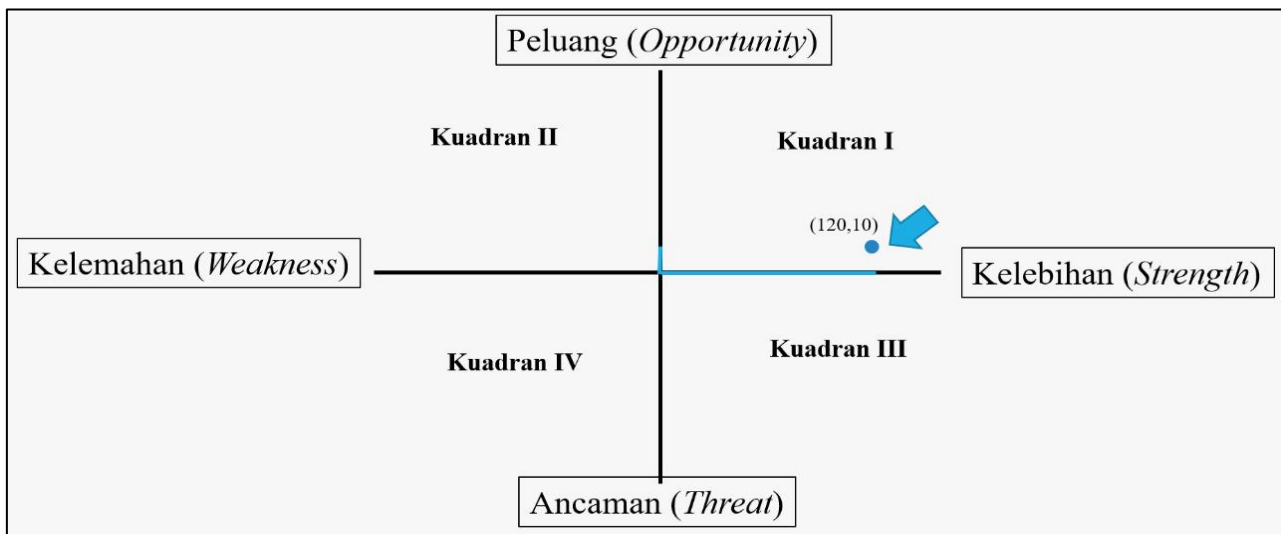 Peluang (Opportunity)
Kuadran II
Kuadran I
(120,10)
Kelemahan (Weakness)
Kelebihan (Strength)
Kuadran IV
Kuadran III
Ancaman (Threat)